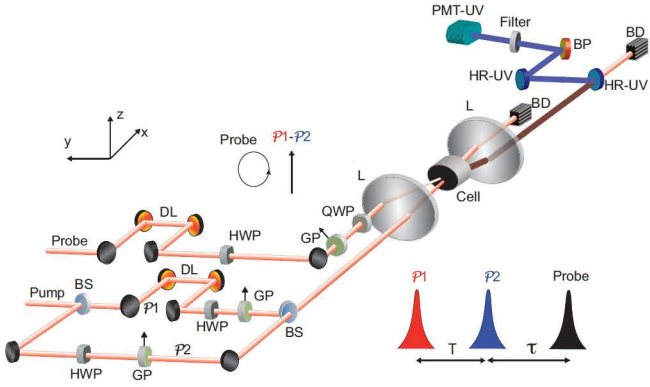 PMT-UV
Filter
BP
BD
HR-UV
HR-UV
L
BD
z
x
y
Probe
P1-P2
L
Cell
QWP
GP
DL
HWP
Probe
DL
Pump
BS
P1
GP
HWP
BS
P2
HWP
GP
P1
P2
Probe
T
τ